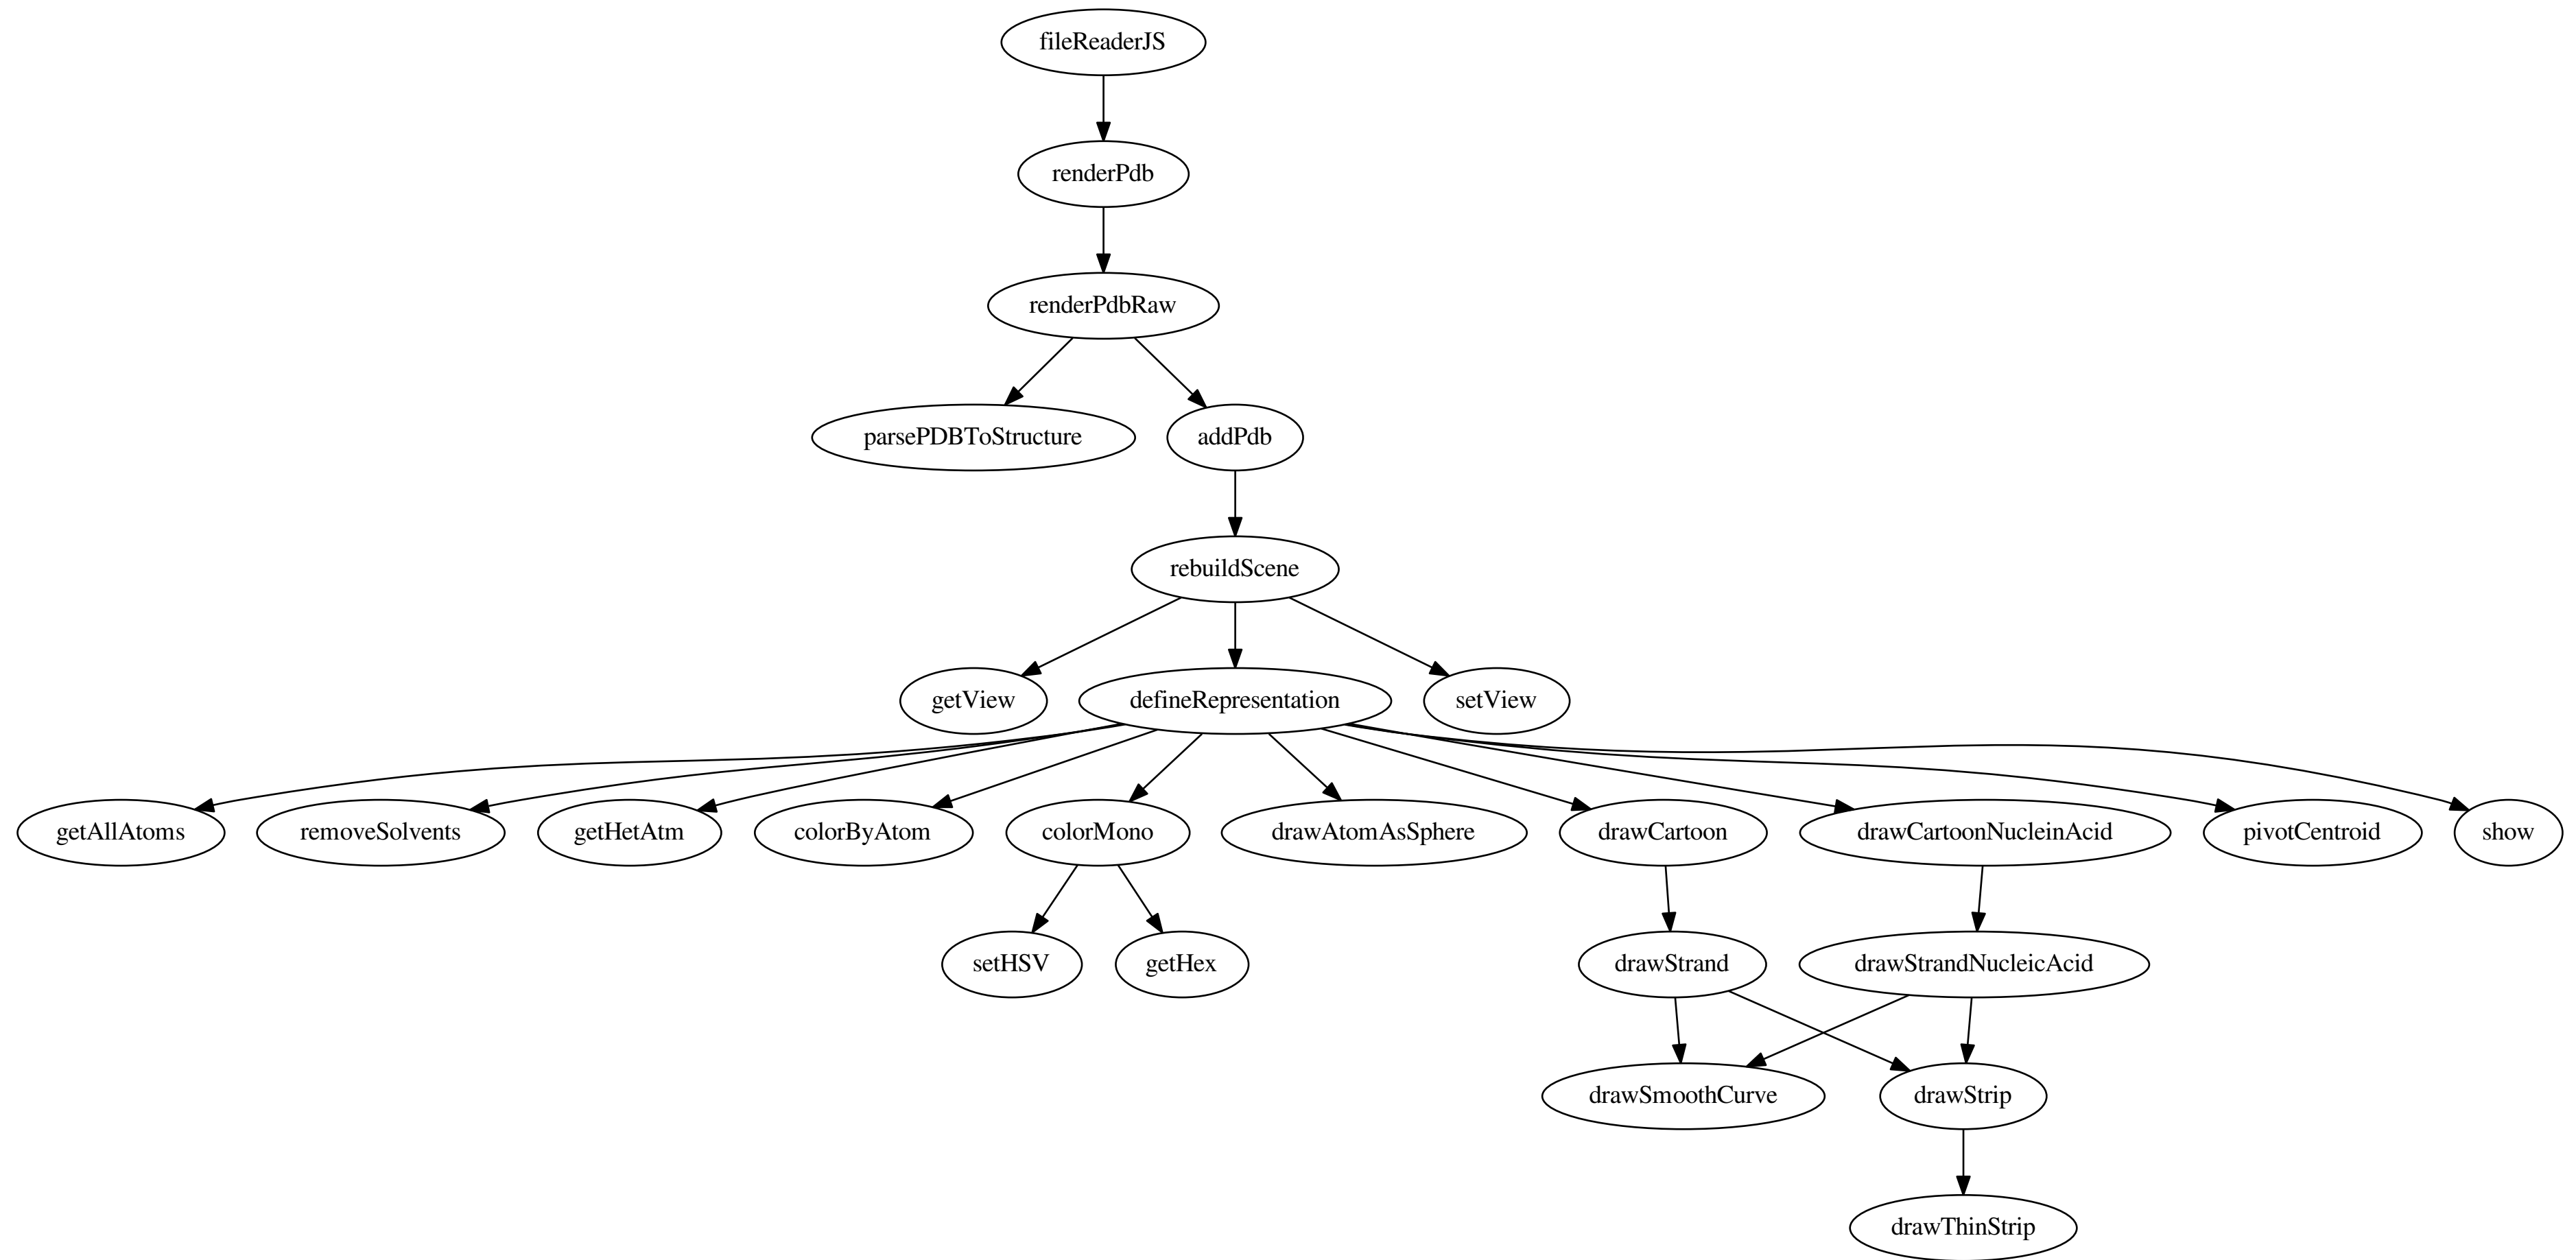 fileReaderJS
renderPdb
renderPdbRaw
parsePDBToStructure
addPdb
rebuildScene
getView
defineRepresentation
setView
getAllAtoms
removeSolvents
getHetAtm
colorByAtom
colorMono
drawAtomAsSphere
drawCartoon
drawCartoonNucleinAcid
pivotCentroid
show
setHSV
getHex
drawStrand
drawStrandNucleicAcid
drawSmoothCurve
drawStrip
drawThinStrip